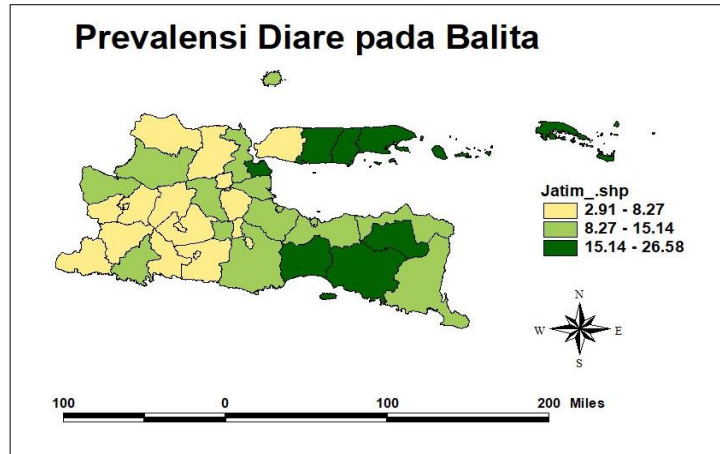 Prevalensi Diare pada Balita
Jatim_.shp
2.91 - 8.27
8.27 - 15.14
15.14 - 26.58
N
W E
S
100 0 100 200 Miles